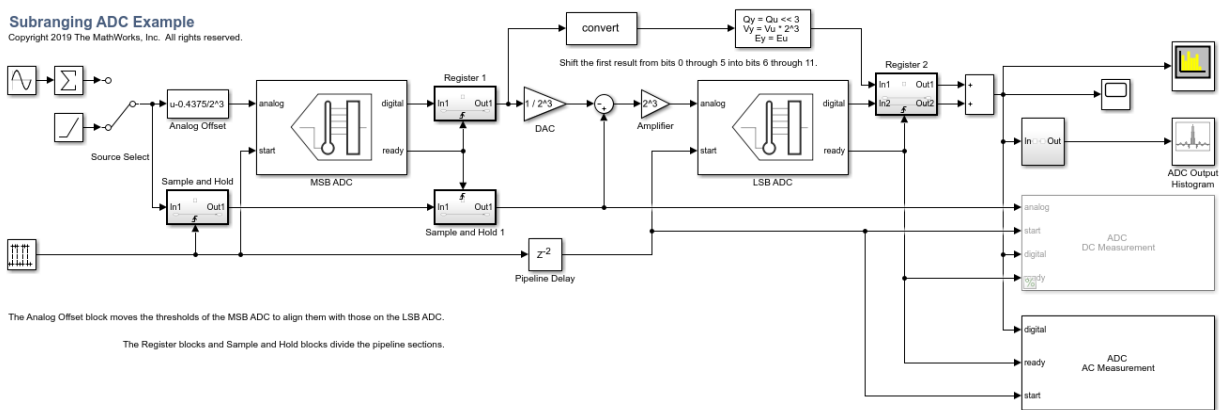 Subranging ADC Example
Copyright 2019 The MathWorks, Inc. All rights reserved.
convert
Qy = Qu << 3
Vy = Vu * 2^3
Ey = Eu
Shift the first result from bits 0 through 5 into bits 6 through 11.
Source Select
u-0.4375/2^3
Analog Offset
analog
start
digital
ready
MSB ADC
Register 1
In1 Out1
1 / 2^3
DAC
-+
2^3
Amplifier
analog
start
digital
ready
LSB ADC
Register 2
In1 Out1
In2 Out2
+
+
In Out
ADC Output
Histogram
Sample and Hold
In1 Out1
In1 Out1
Sample and Hold 1
Z-2
Pipeline Delay
analog
start
digital
ready
ADC
DC Measurement
digital
ready
start
ADC
AC Measurement
The Analog Offset block moves the thresholds of the MSB ADC to align them with those on the LSB ADC.
The Register blocks and Sample and Hold blocks divide the pipeline sections.